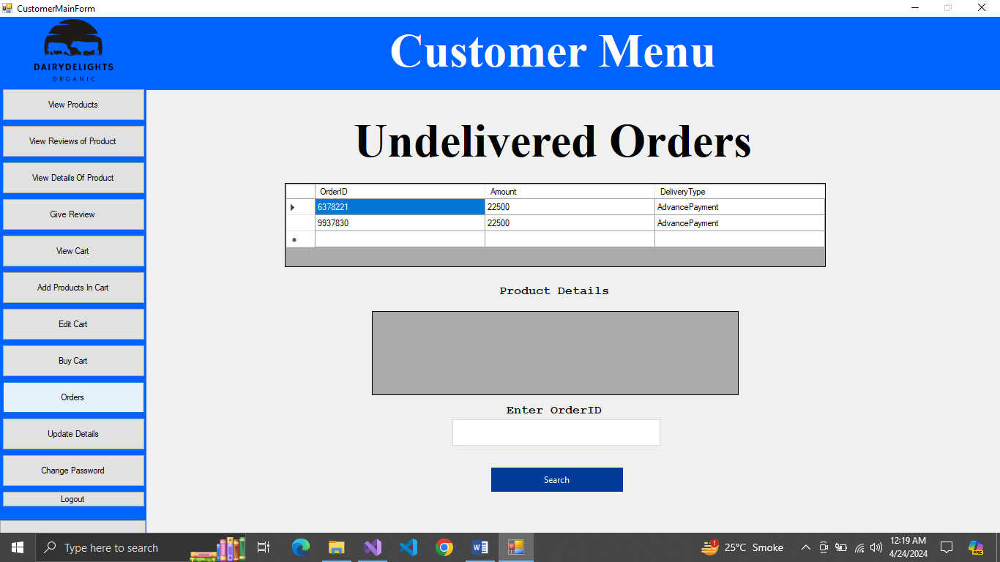 CustomerMainForm
DAIRYDELIGHTS
ORGANIC
Customer Menu
View Products
View Reviews of Product
View Details Of Product
Give Review
View Cart
Add Products In Cart
Edit Cart
Buy Cart
Orders
Update Details
Change Password
Logout
Undelivered Orders
OrderID Amount DeliveryType
6378221 22500 AdvancePayment
9937830 22500 AdvancePayment
Product Details
Enter OrderID
Search
Type here to search
1
25°C Smoke
12:19 AM
4/24/2024
PRE